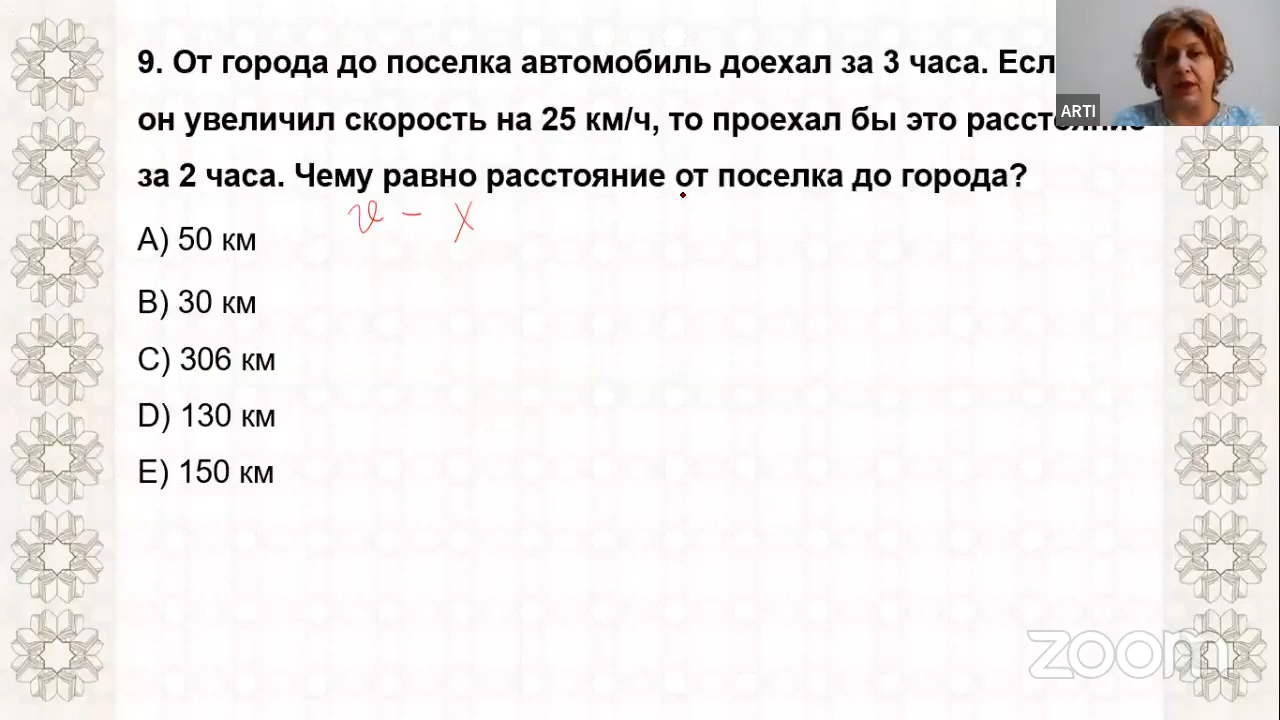 9. От города до поселка автомобиль доехал за 3 часа. Есл
ARTI
он увеличил скорость на 25 км/ч, то проехал бы это расстояние
за 2 часа. Чему равно расстояние от поселка до города?
v - x
A) 50 км
B) 30 км
C) 306 км
D) 130 км
E) 150 км
zoom